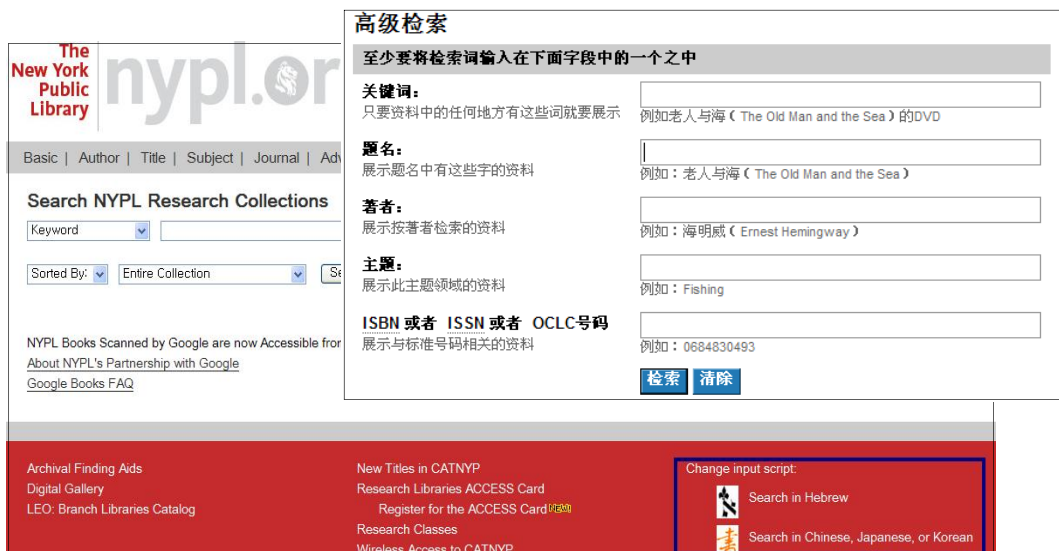 The
New York
Public
Library
nypl.or
Basic | Author | Title | Subject | Journal | Adv
Search NYPL Research Collections
Keyword
Sorted By:
Entire Collection
Se
NYPL Books Scanned by Google are now Accessible from
About NYPL's Partnership with Google
Google Books FAQ
高级检索
至少要将检索词输入在下面字段中的一个之中
关键词:
只要资料中的任何地方有这些词就要展示
例如老人与海 ( The Old Man and the Sea ) 的DVD
题名:
展示题名中有这些字的资料
例如：老人与海 ( The Old Man and the Sea )
著者:
展示按著者检索的资料
例如：海明威 ( Ernest Hemingway )
主题:
展示此主题领域的资料
例如：Fishing
ISBN 或者 ISSN 或者 OCLC号码
展示与标准号码相关的资料
例如：0684830493
检索 清除
Archival Finding Aids
Digital Gallery
LEO: Branch Libraries Catalog
New Titles in CATNYP
Research Libraries ACCESS Card
Register for the ACCESS Card NEW!
Research Classes
Wireless Access to CATNYP
Change input script:
Search in Hebrew
Search in Chinese, Japanese, or Korean